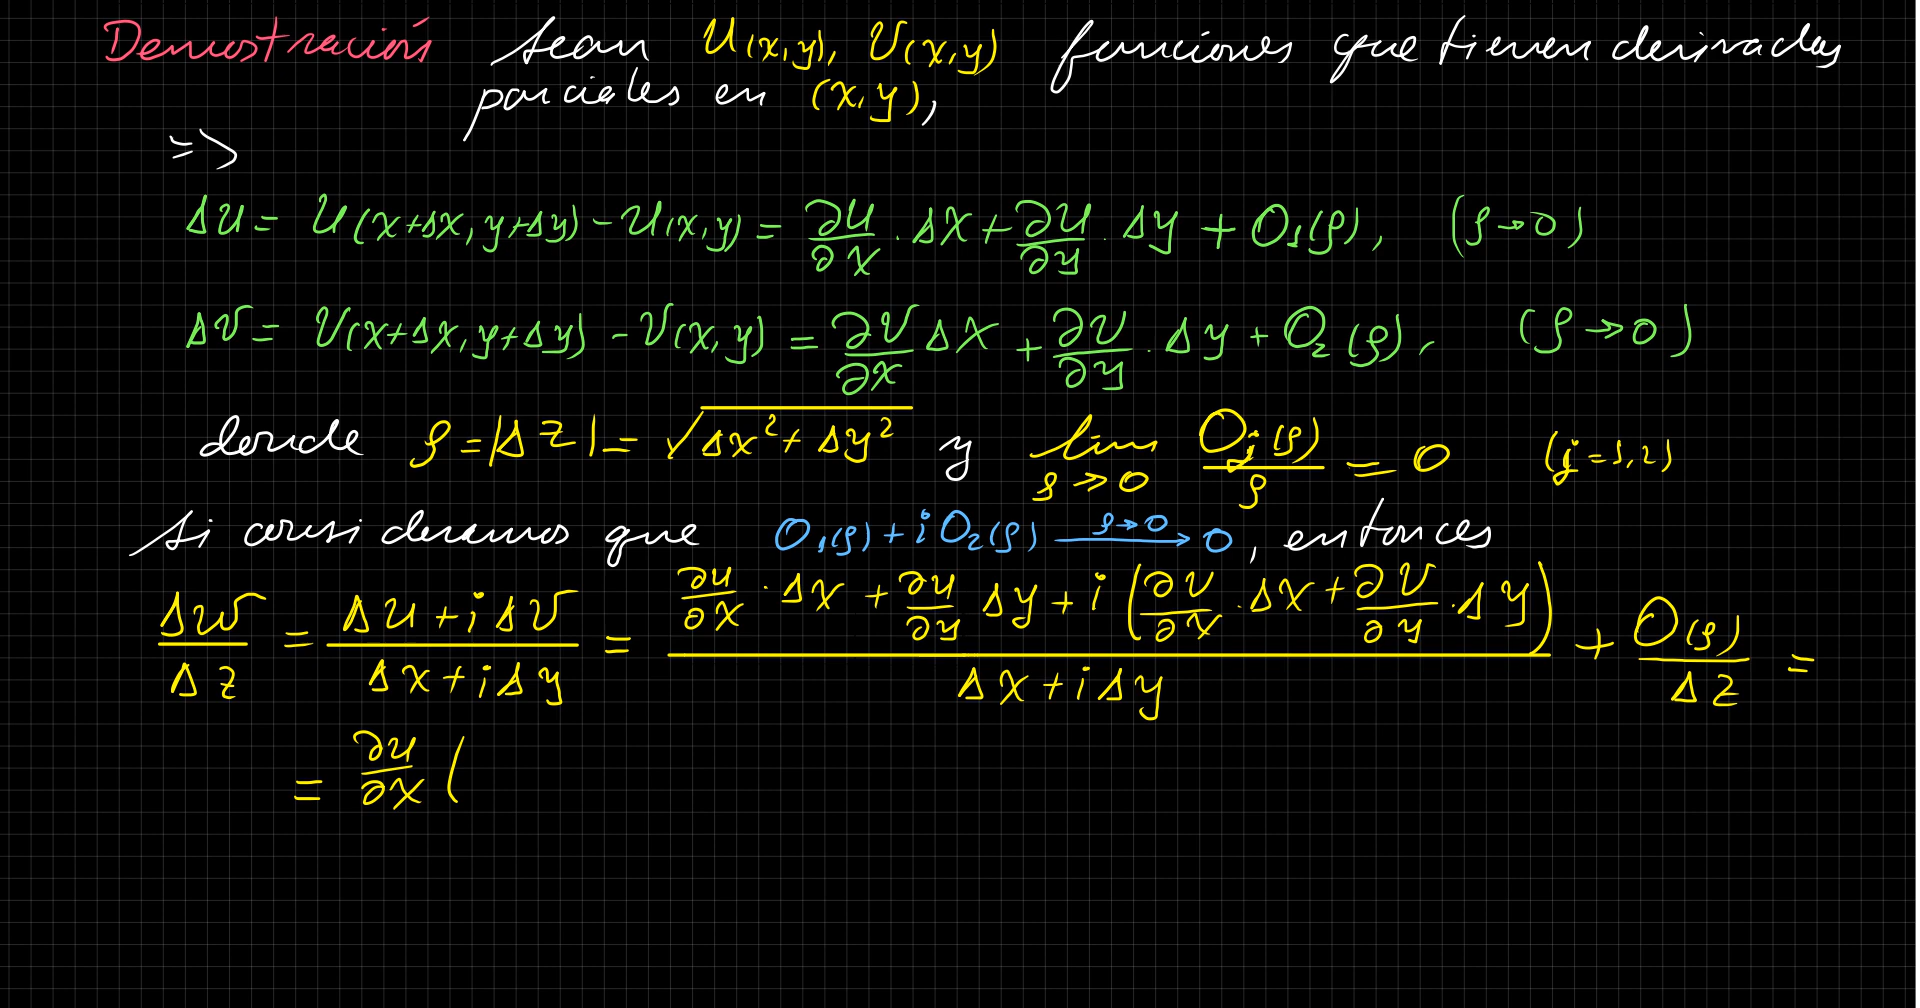 Demostración Sean U(x,y), V(x,y) funciones que tienen derivadas
parciales en (x,y),
=>
Δu = U(x+Δx, y+Δy) - U(x,y) = ∂u/∂x · Δx + ∂u/∂y · Δy + O₁(ρ), (ρ→0)
Δv = V(x+Δx, y+Δy) - V(x,y) = ∂v/∂x Δx + ∂v/∂y · Δy + O₂(ρ), (ρ→0)
donde ρ = |Δz| = √(Δx² + Δy²) y lim ρ→0 Oⱼ(ρ)/ρ = 0 (j=1,2)
Si consideramos que O₁(ρ) + i O₂(ρ) ρ→0 → 0, entonces
Δw/Δz = (Δu + iΔv)/(Δx + iΔy) = (∂u/∂x · Δx + ∂u/∂y Δy + i(∂v/∂x · Δx + ∂v/∂y · Δy))/(Δx + iΔy) + O(ρ)/Δz =
= ∂u/∂x (